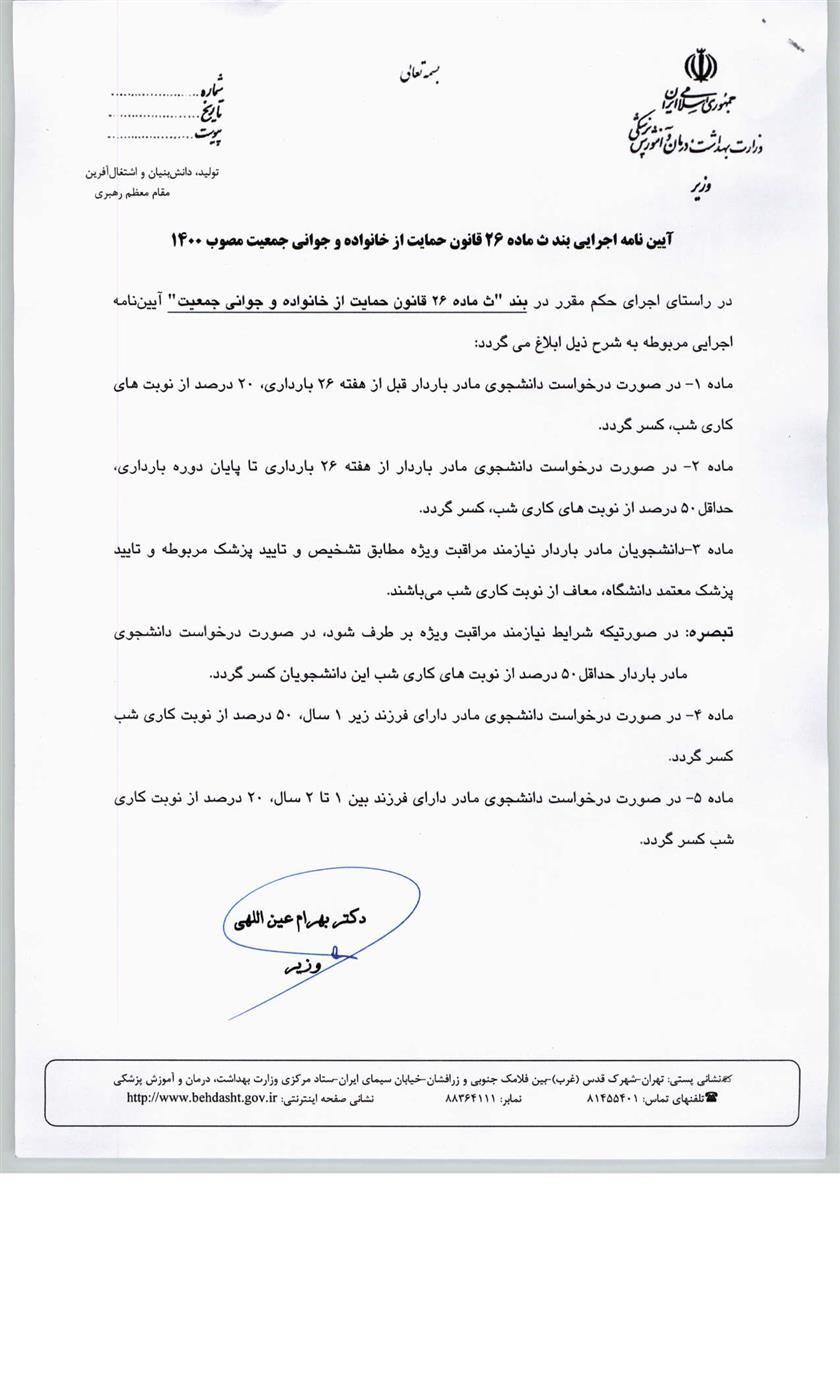 بسمه تعالی
جمهوری اسلامی ایران
وزارت بهداشت، درمان و آموزش پزشکی
وزیر
شماره
تاریخ
پیوست
تولید، دانش‌بنیان و اشتغال‌آفرین
مقام معظم رهبری
آیین نامه اجرایی بند ث ماده ۲۶ قانون حمایت از خانواده و جوانی جمعیت مصوب ۱۴۰۰
در راستای اجرای حکم مقرر در بند "ث ماده ۲۶ قانون حمایت از خانواده و جوانی جمعیت" آیین‌نامه
اجرایی مربوطه به شرح ذیل ابلاغ می گردد:
ماده ۱- در صورت درخواست دانشجوی مادر باردار قبل از هفته ۲۶ بارداری، ۲۰ درصد از نوبت های
کاری شب، کسر گردد.
ماده ۲- در صورت درخواست دانشجوی مادر باردار از هفته ۲۶ بارداری تا پایان دوره بارداری،
حداقل ۵۰ درصد از نوبت های کاری شب، کسر گردد.
ماده ۳-دانشجویان مادر باردار نیازمند مراقبت ویژه مطابق تشخیص و تایید پزشک مربوطه و تایید
پزشک معتمد دانشگاه، معاف از نوبت کاری شب می‌باشند.
تبصره: در صورتیکه شرایط نیازمند مراقبت ویژه بر طرف شود، در صورت درخواست دانشجوی
مادر باردار حداقل ۵۰ درصد از نوبت های کاری شب این دانشجویان کسر گردد.
ماده ۴- در صورت درخواست دانشجوی مادر دارای فرزند زیر ۱ سال، ۵۰ درصد از نوبت کاری شب
کسر گردد.
ماده ۵- در صورت درخواست دانشجوی مادر دارای فرزند بین ۱ تا ۲ سال، ۲۰ درصد از نوبت کاری
شب کسر گردد.
دکتر بهرام عین اللهی
وزیر
نشانی پستی: تهران-شهرک قدس (غرب)-بین فلامک جنوبی و زرافشان-خیابان سیمای ایران-ستاد مرکزی وزارت بهداشت، درمان و آموزش پزشکی
تلفنهای تماس: ۸۱۴۵۵۴۰۱ نمابر: ۸۸۳۶۴۱۱۱ نشانی صفحه اینترنتی: http://www.behdasht.gov.ir